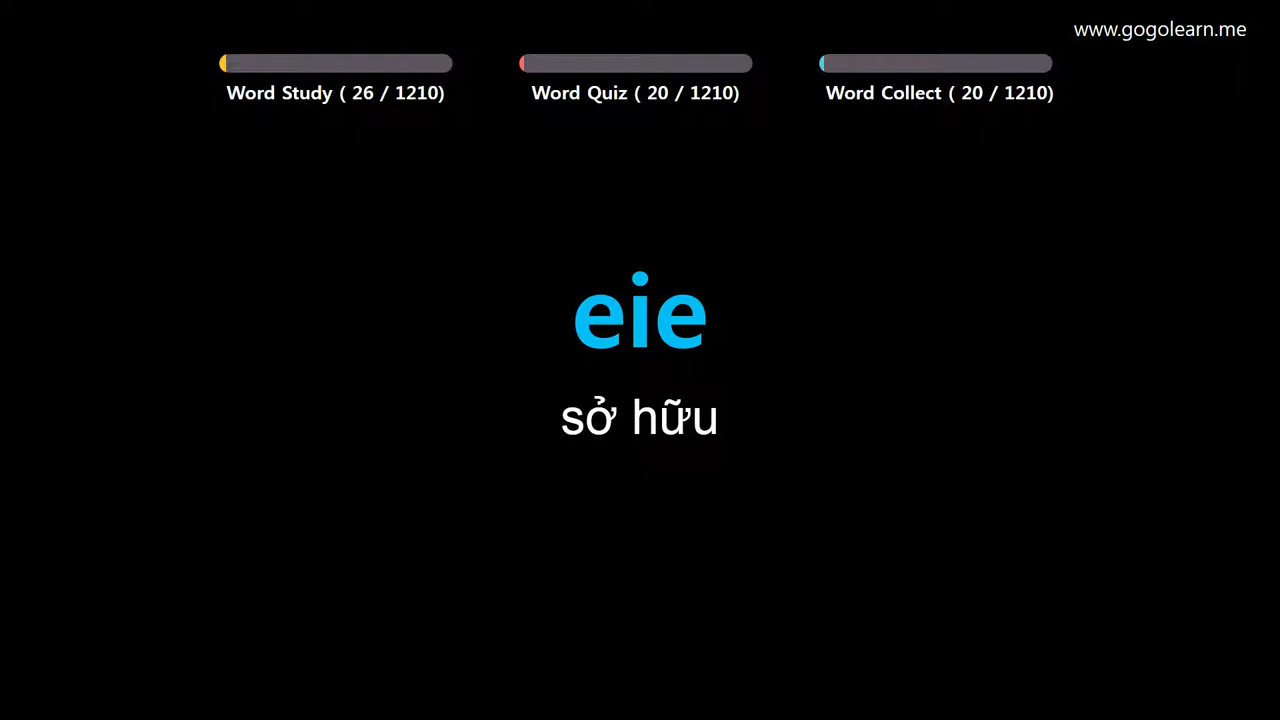 www.gogolearn.me
Word Study ( 26 / 1210)
Word Quiz ( 20 / 1210)
Word Collect ( 20 / 1210)
eie
sở hữu